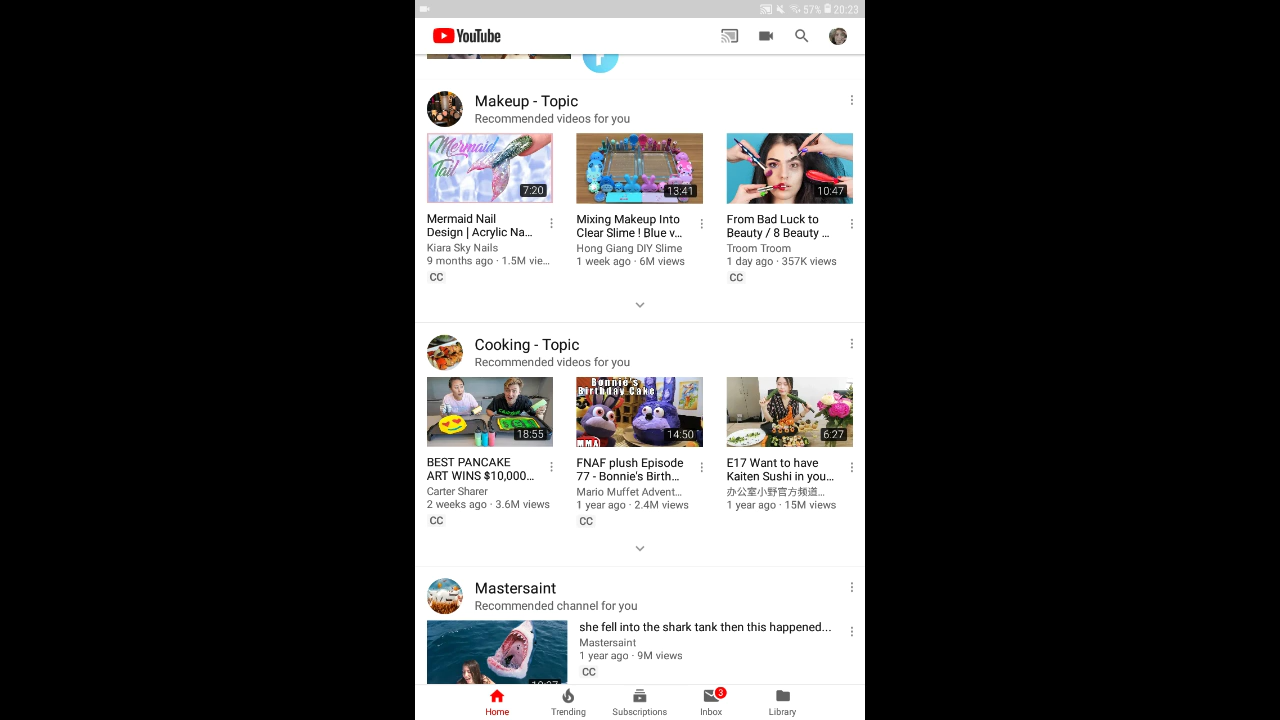 57% 20:23
YouTube
Makeup - Topic
Recommended videos for you
Mermaid
Tail
7:20
13:41
10:47
Mermaid Nail
Design | Acrylic Na...
Kiara Sky Nails
9 months ago · 1.5M vie...
CC
Mixing Makeup Into
Clear Slime ! Blue v...
Hong Giang DIY Slime
1 week ago · 6M views
From Bad Luck to
Beauty / 8 Beauty ...
Troom Troom
1 day ago · 357K views
CC
Cooking - Topic
Recommended videos for you
18:55
Bonnie's
Birthday Cake
MMA
14:50
6:27
BEST PANCAKE
ART WINS $10,000...
Carter Sharer
2 weeks ago · 3.6M views
CC
FNAF plush Episode
77 - Bonnie's Birth...
Mario Muffet Advent...
1 year ago · 2.4M views
CC
E17 Want to have
Kaiten Sushi in you...
办公室小野官方频道...
1 year ago · 15M views
Mastersaint
Recommended channel for you
she fell into the shark tank then this happened...
Mastersaint
1 year ago · 9M views
CC
3
Home
Trending
Subscriptions
Inbox
Library